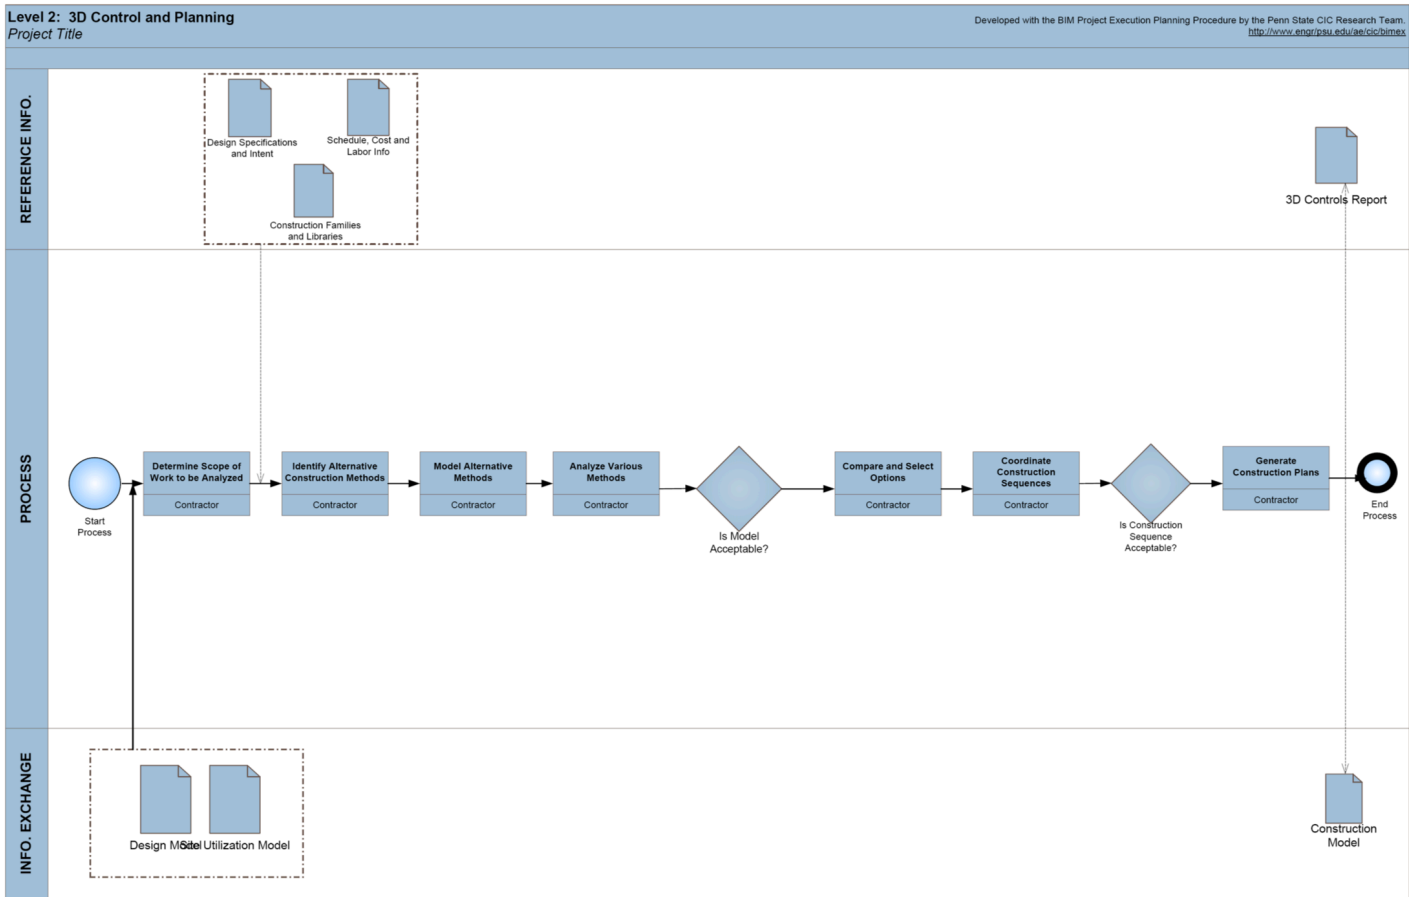 Level 2: 3D Control and Planning
Project Title
Developed with the BIM Project Execution Planning Procedure by the Penn State CIC Research Team.
http://www.engr/psu.edu/ae/cic/bimex
REFERENCE INFO.
Design Specifications
and Intent
Schedule, Cost and
Labor Info
Construction Families
and Libraries
3D Controls Report
PROCESS
Start
Process
Determine Scope of
Work to be Analyzed
Contractor
Identify Alternative
Construction Methods
Contractor
Model Alternative
Methods
Contractor
Analyze Various
Methods
Contractor
Is Model
Acceptable?
Compare and Select
Options
Contractor
Coordinate
Construction
Sequences
Contractor
Is Construction
Sequence
Acceptable?
Generate
Construction Plans
Contractor
End
Process
INFO. EXCHANGE
Design Model
Site Utilization Model
Construction
Model